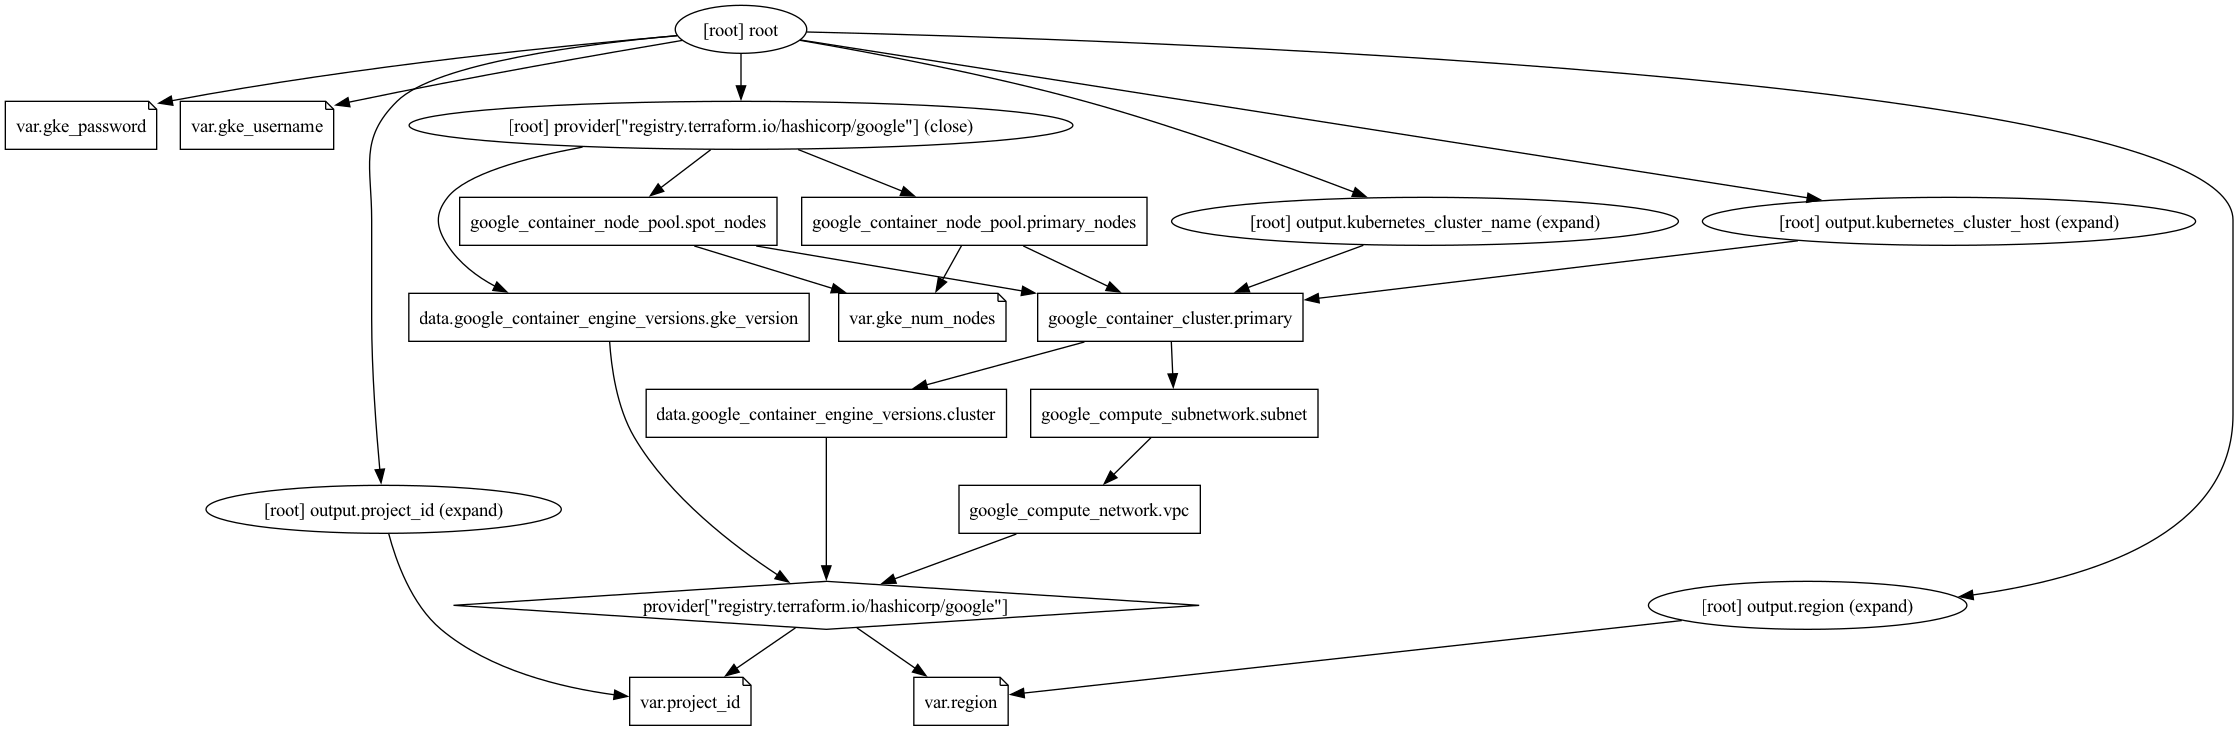 [root] root
var.gke_password
var.gke_username
[root] provider["registry.terraform.io/hashicorp/google"] (close)
google_container_node_pool.spot_nodes
google_container_node_pool.primary_nodes
[root] output.kubernetes_cluster_name (expand)
[root] output.kubernetes_cluster_host (expand)
data.google_container_engine_versions.gke_version
var.gke_num_nodes
google_container_cluster.primary
data.google_container_engine_versions.cluster
google_compute_subnetwork.subnet
[root] output.project_id (expand)
google_compute_network.vpc
provider["registry.terraform.io/hashicorp/google"]
[root] output.region (expand)
var.project_id
var.region